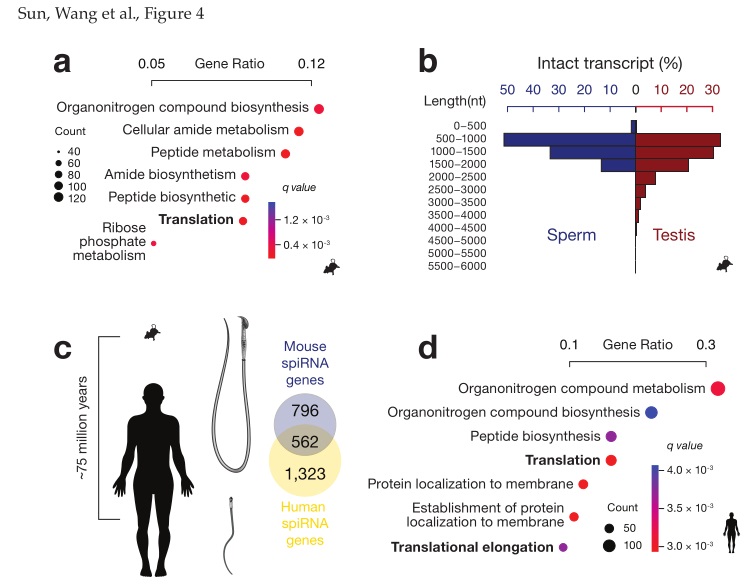 Sun, Wang et al., Figure 4
a
0.05 Gene Ratio 0.12
Organonitrogen compound biosynthesis
Cellular amide metabolism
Peptide metabolism
Amide biosynthetism
Peptide biosynthetic
Translation
Ribose
phosphate
metabolism
Count
40
60
80
100
120
q value
1.2 × 10⁻³
0.4 × 10⁻³
b
Intact transcript (%)
50 40 30 20 10 0 10 20 30
Length(nt)
0–500
500–1000
1000–1500
1500–2000
2000–2500
2500–3000
3000–3500
3500–4000
4000–4500
4500–5000
5000–5500
5500–6000
Sperm
Testis
c
~75 million years
Mouse
spiRNA
genes
796
562
1,323
Human
spiRNA
genes
d
0.1 Gene Ratio 0.3
Organonitrogen compound metabolism
Organonitrogen compound biosynthesis
Peptide biosynthesis
Translation
Protein localization to membrane
Establishment of protein
localization to membrane
Translational elongation
Count
50
100
q value
4.0 × 10⁻³
3.5 × 10⁻³
3.0 × 10⁻³